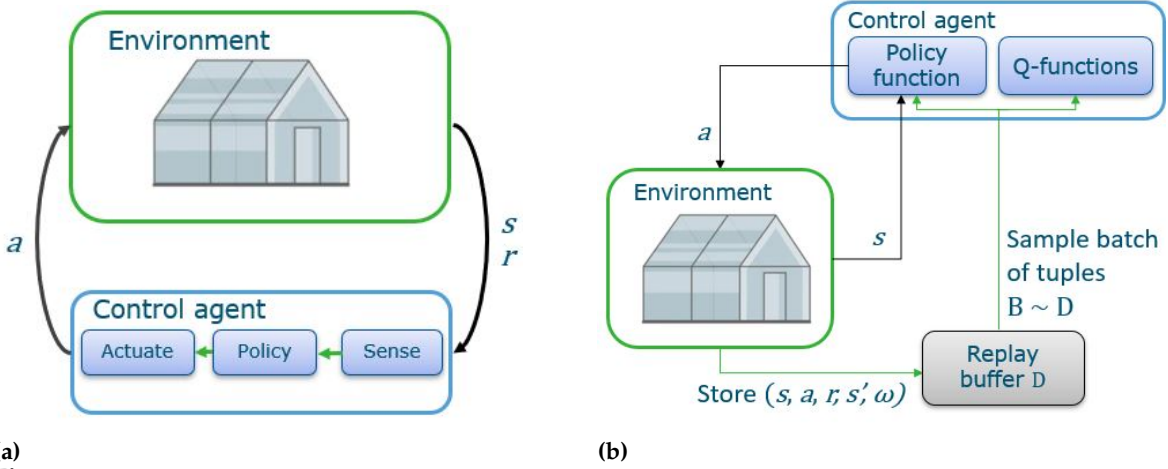 Environment
a
s
r
Control agent
Actuate
Policy
Sense
(a)
Control agent
Policy
function
Q-functions
a
Environment
s
Sample batch
of tuples
B ~ D
Replay
buffer D
Store (s, a, r, s′, ω)
(b)